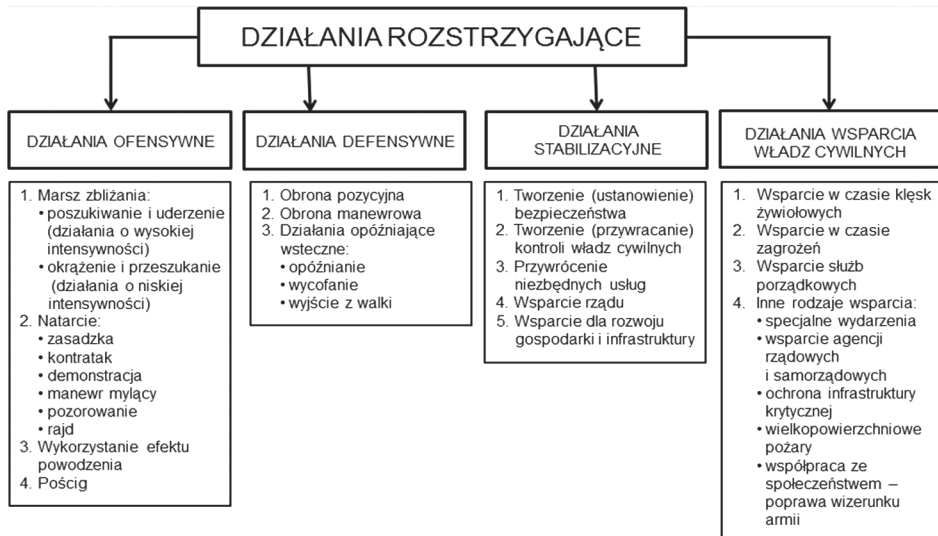 DZIAŁANIA ROZSTRZYGAJĄCE
DZIAŁANIA OFENSYWNE
1. Marsz zbliżania:
• poszukiwanie i uderzenie
(działania o wysokiej
intensywności)
• okrążenie i przeszukanie
(działania o niskiej
intensywności)
2. Natarcie:
• zasadzka
• kontratak
• demonstracja
• manewr mylący
• pozorowanie
• rajd
3. Wykorzystanie efektu
powodzenia
4. Pościg
DZIAŁANIA DEFENSYWNE
1. Obrona pozycyjna
2. Obrona manewrowa
3. Działania opóźniające
wsteczne:
• opóźnianie
• wycofanie
• wyjście z walki
DZIAŁANIA
STABILIZACYJNE
1. Tworzenie (ustanowienie)
bezpieczeństwa
2. Tworzenie (przywracanie)
kontroli władz cywilnych
3. Przywrócenie
niezbędnych usług
4. Wsparcie rządu
5. Wsparcie dla rozwoju
gospodarki i infrastruktury
DZIAŁANIA WSPARCIA
WŁADZ CYWILNYCH
1. Wsparcie w czasie klęsk
żywiołowych
2. Wsparcie w czasie
zagrożeń
3. Wsparcie służb
porządkowych
4. Inne rodzaje wsparcia:
• specjalne wydarzenia
• wsparcie agencji
rządowych
i samorządowych
• ochrona infrastruktury
krytycznej
• wielkopowierzchniowe
pożary
• współpraca ze
społeczeństwem –
poprawa wizerunku
armii